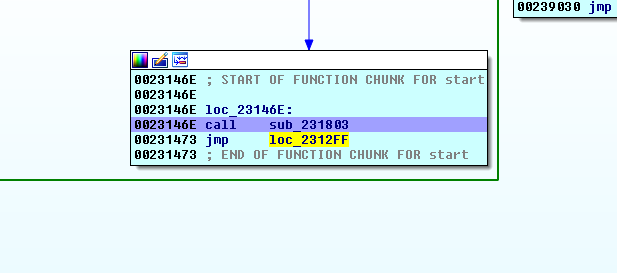 00239030 jmp
0023146E ; START OF FUNCTION CHUNK FOR start
0023146E
0023146E loc_23146E:
0023146E call    sub_231803
00231473 jmp     loc_2312FF
00231473 ; END OF FUNCTION CHUNK FOR start